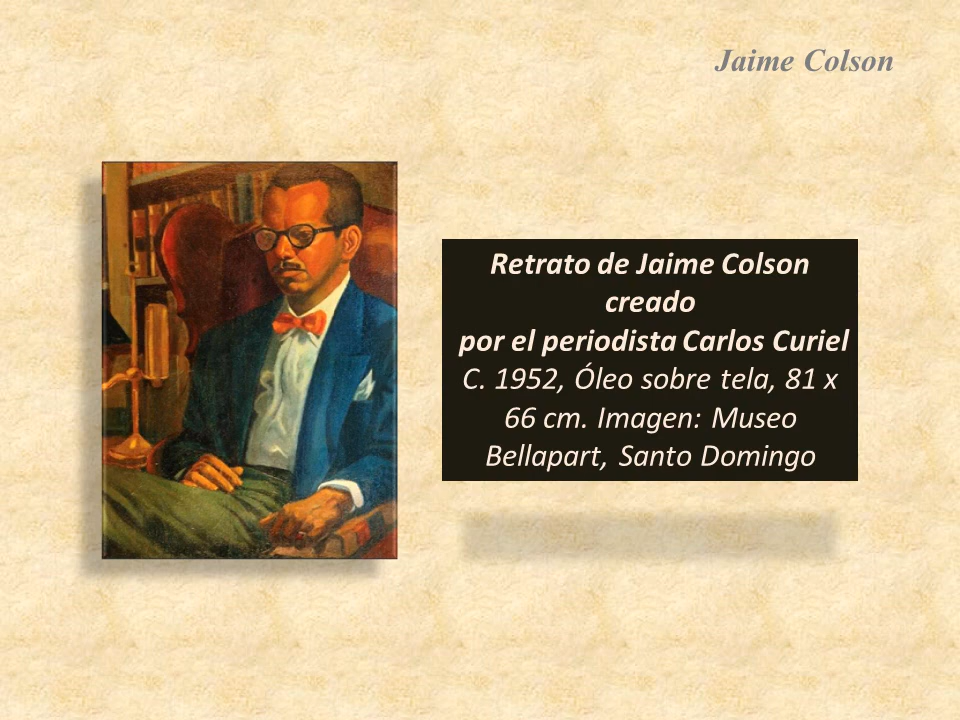 Jaime Colson
Retrato de Jaime Colson
creado
por el periodista Carlos Curiel
C. 1952, Óleo sobre tela, 81 x
66 cm. Imagen: Museo
Bellapart, Santo Domingo